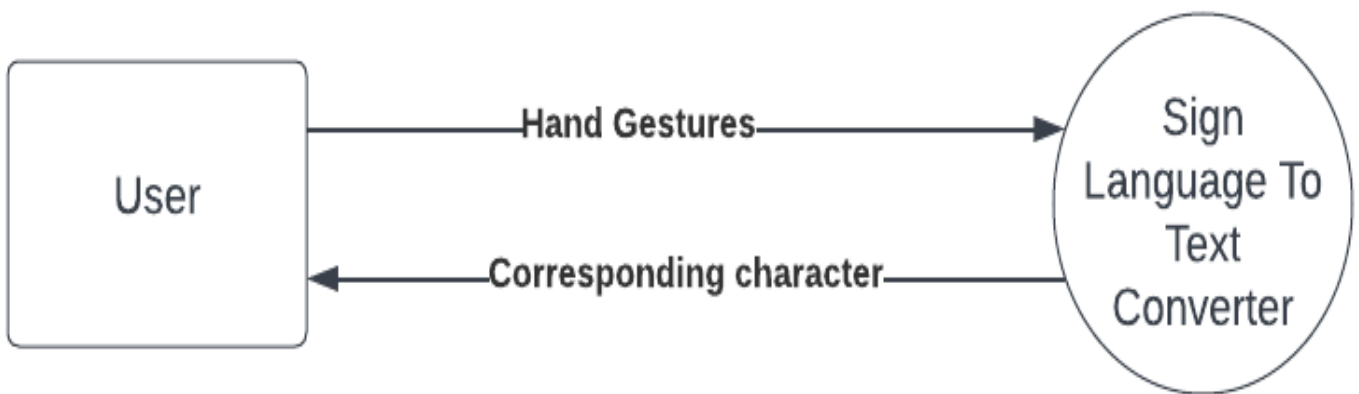 Hand Gestures
User
Corresponding character
Sign
Language To
Text
Converter